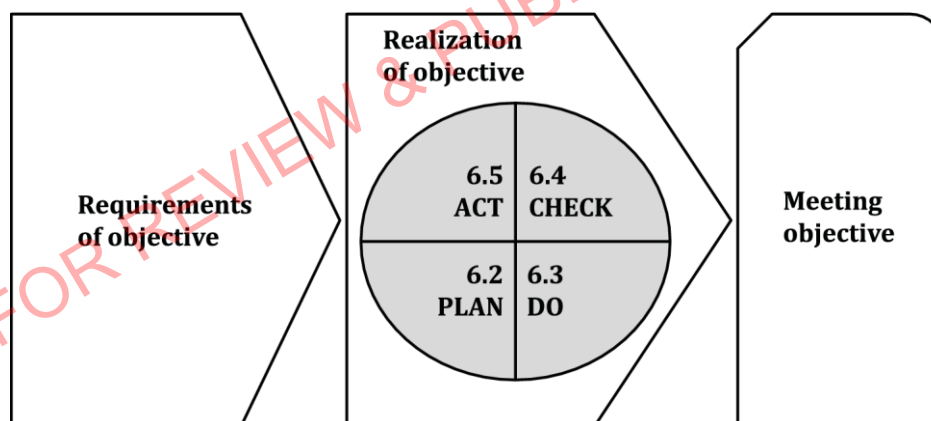 Requirements
of objective
Realization
of objective
6.5
ACT
6.4
CHECK
6.2
PLAN
6.3
DO
Meeting
objective
FOR REVIEW & PUB